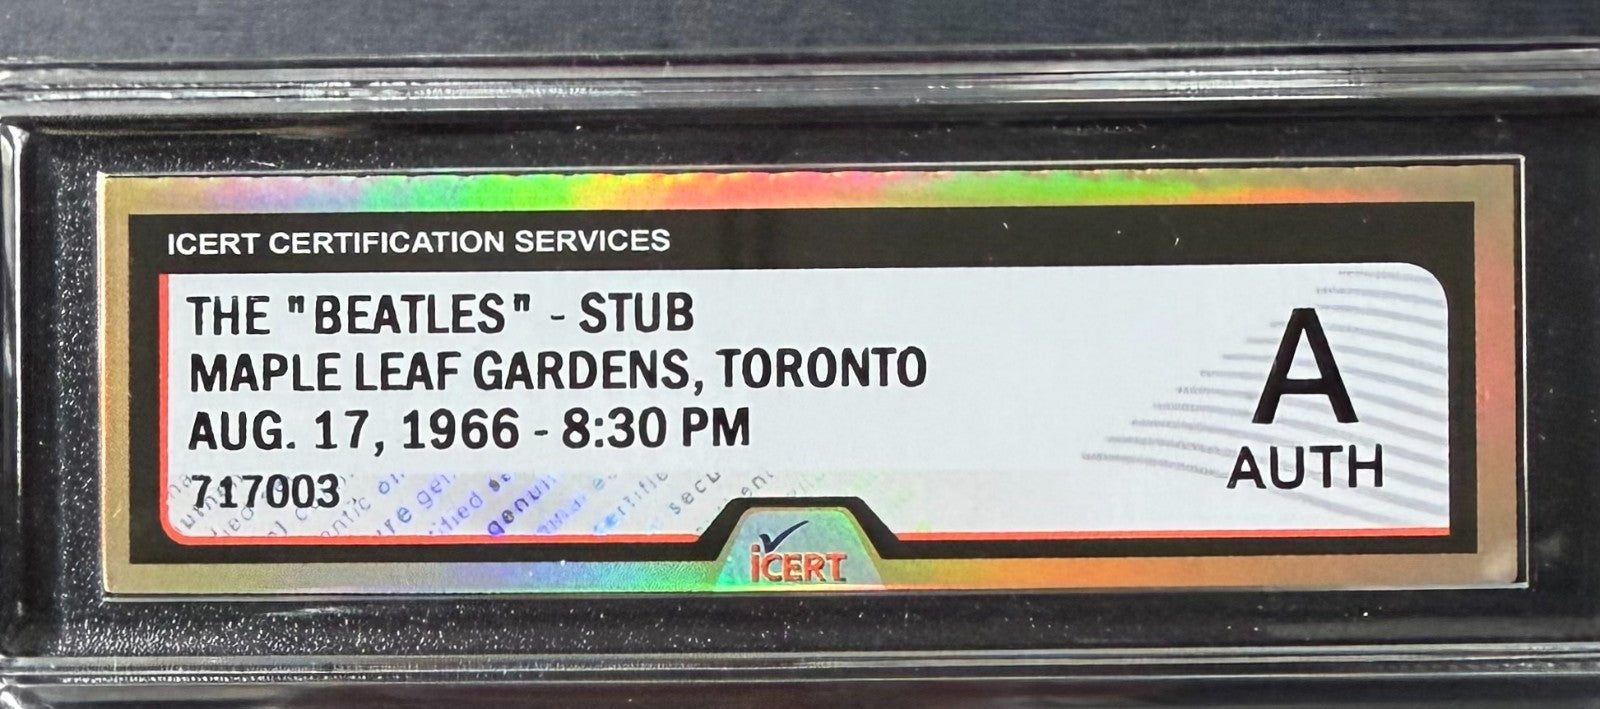 ICERT CERTIFICATION SERVICES
THE "BEATLES" - STUB
MAPLE LEAF GARDENS, TORONTO
AUG. 17, 1966 - 8:30 PM
717003
A
AUTH
iCERT